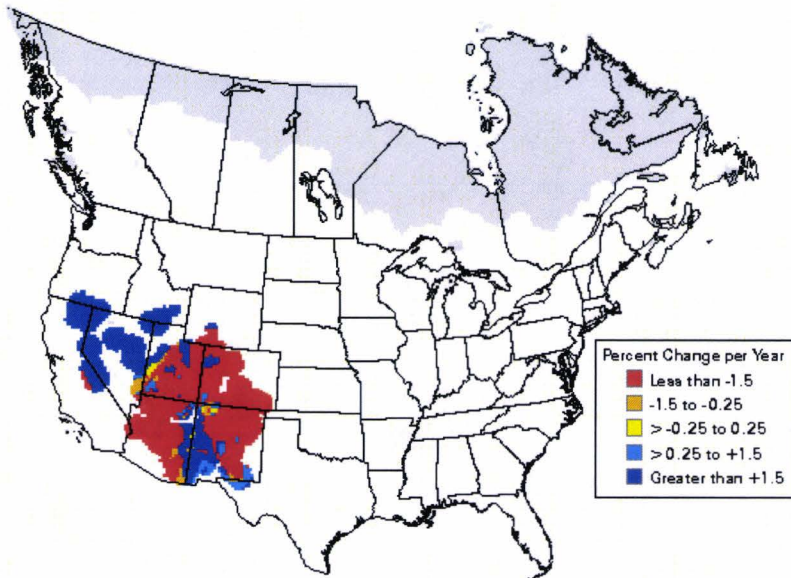 Percent Change per Year
Less than -1.5
-1.5 to -0.25
>-0.25 to 0.25
>0.25 to +1.5
Greater than +1.5